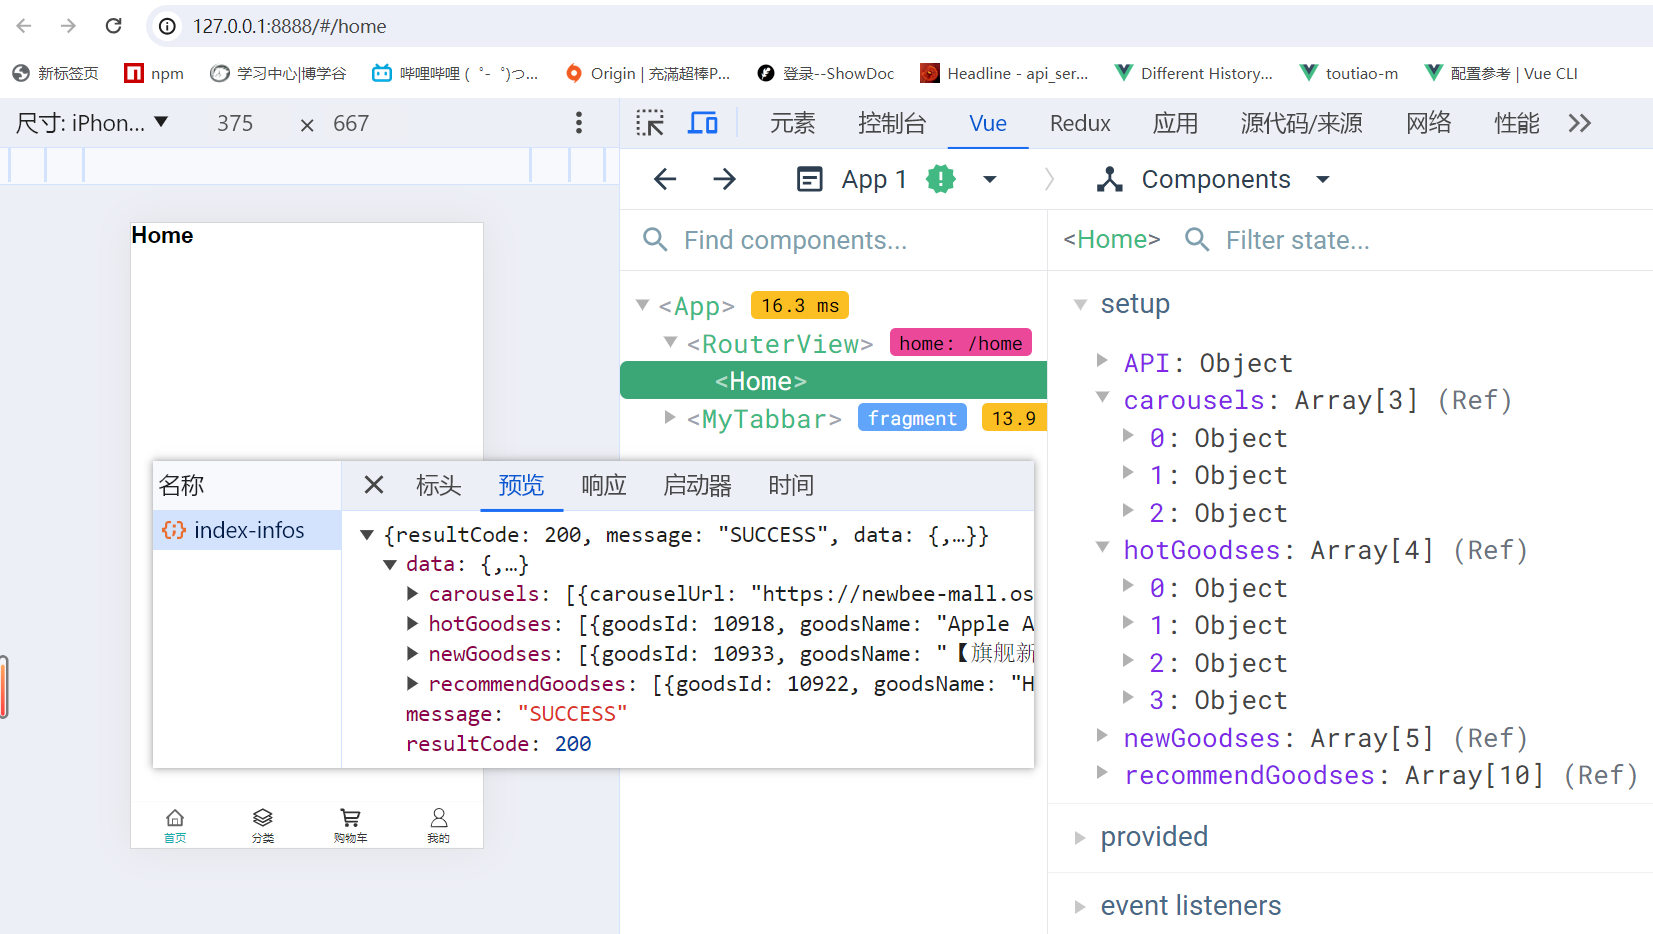 127.0.0.1:8888/#/home
新标签页 npm 学习中心|博学谷 哔哩哔哩 (゜-゜)つ... Origin | 充满超棒P... 登录--ShowDoc Headline - api_ser... Different History... toutiao-m 配置参考 | Vue CLI
尺寸: iPhon... 375 × 667
元素 控制台 Vue Redux 应用 源代码/来源 网络 性能
App 1 Components
Find components...
<Home> Filter state...
Home
<App> 16.3 ms
<RouterView> home: /home
<Home>
<MyTabbar> fragment 13.9
setup
API: Object
carousels: Array[3] (Ref)
0: Object
1: Object
2: Object
hotGoodses: Array[4] (Ref)
0: Object
1: Object
2: Object
3: Object
newGoodses: Array[5] (Ref)
recommendGoodses: Array[10] (Ref)
provided
event listeners
名称
index-infos
标头 预览 响应 启动器 时间
{resultCode: 200, message: "SUCCESS", data: {,…}}
data: {,…}
carousels: [{carouselUrl: "https://newbee-mall.os
hotGoodses: [{goodsId: 10918, goodsName: "Apple A
newGoodses: [{goodsId: 10933, goodsName: "【旗舰新
recommendGoodses: [{goodsId: 10922, goodsName: "H
message: "SUCCESS"
resultCode: 200
首页 分类 购物车 我的